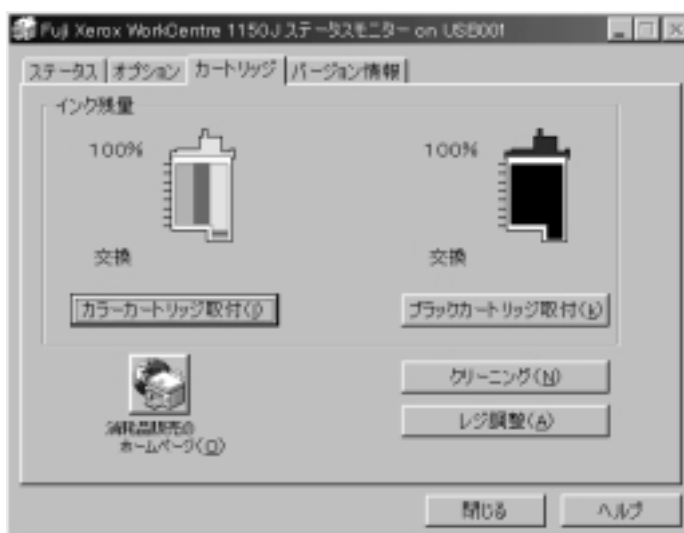 Fuji Xerox WorkCentre 1150J ステータスモニター on USB001
ステータス オプション カートリッジ バージョン情報
インク残量
100% 100%
交換 交換
カラーカートリッジ取付(I) ブラックカートリッジ取付(k)
クリーニング(N)
レジ調整(A)
消耗品販売の
ホームページ(O)
閉じる ヘルプ